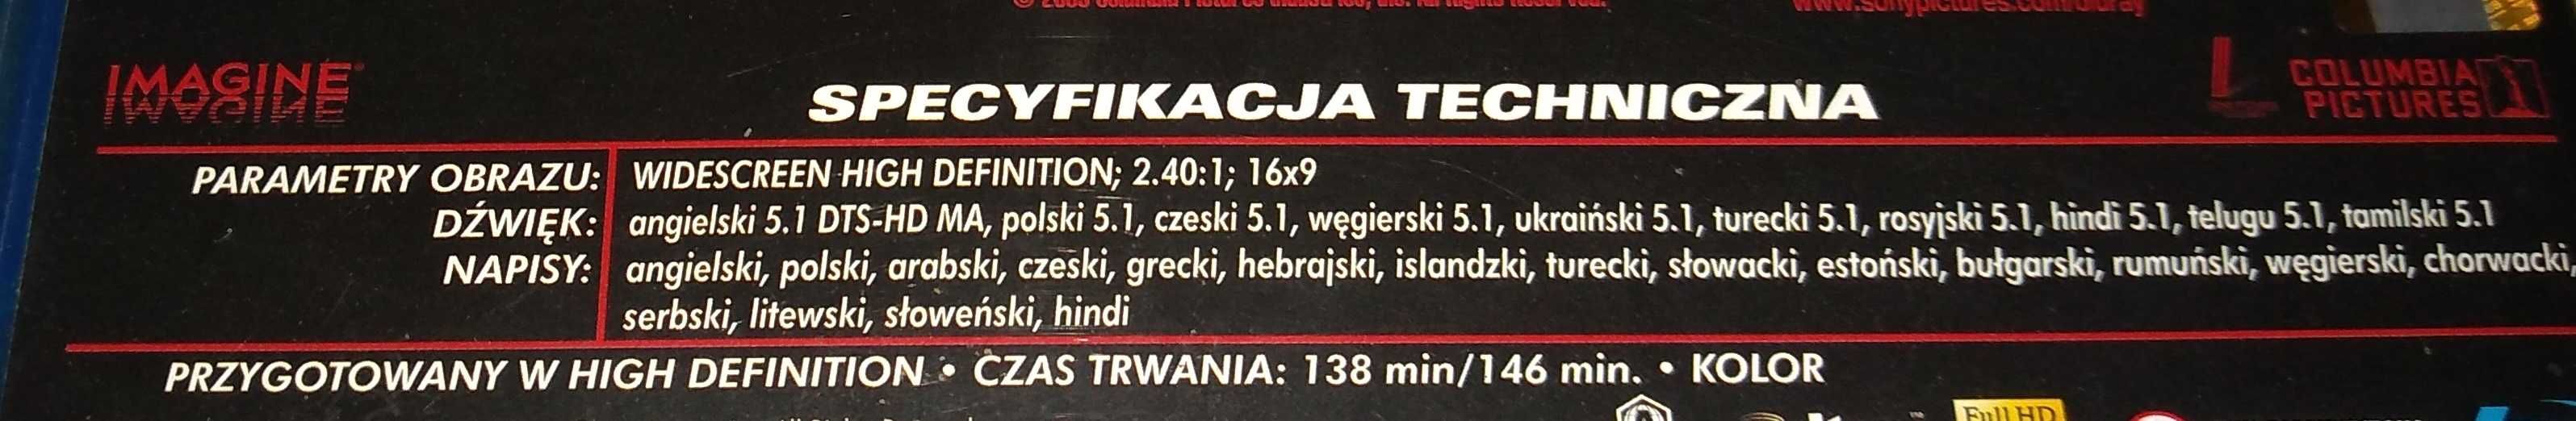 IMAGINE
SPECYFIKACJA TECHNICZNA
COLUMBIA
PICTURES
PARAMETRY OBRAZU: WIDESCREEN HIGH DEFINITION; 2.40:1; 16x9
DŹWIĘK: angielski 5.1 DTS-HD MA, polski 5.1, czeski 5.1, węgierski 5.1, ukraiński 5.1, turecki 5.1, rosyjski 5.1, hindi 5.1, telugu 5.1, tamilski 5.1
NAPISY: angielski, polski, arabski, czeski, grecki, hebrajski, islandzki, turecki, słowacki, estoński, bułgarski, rumuński, węgierski, chorwacki,
serbski, litewski, słoweński, hindi
PRZYGOTOWANY W HIGH DEFINITION • CZAS TRWANIA: 138 min/146 min. • KOLOR
Full HD